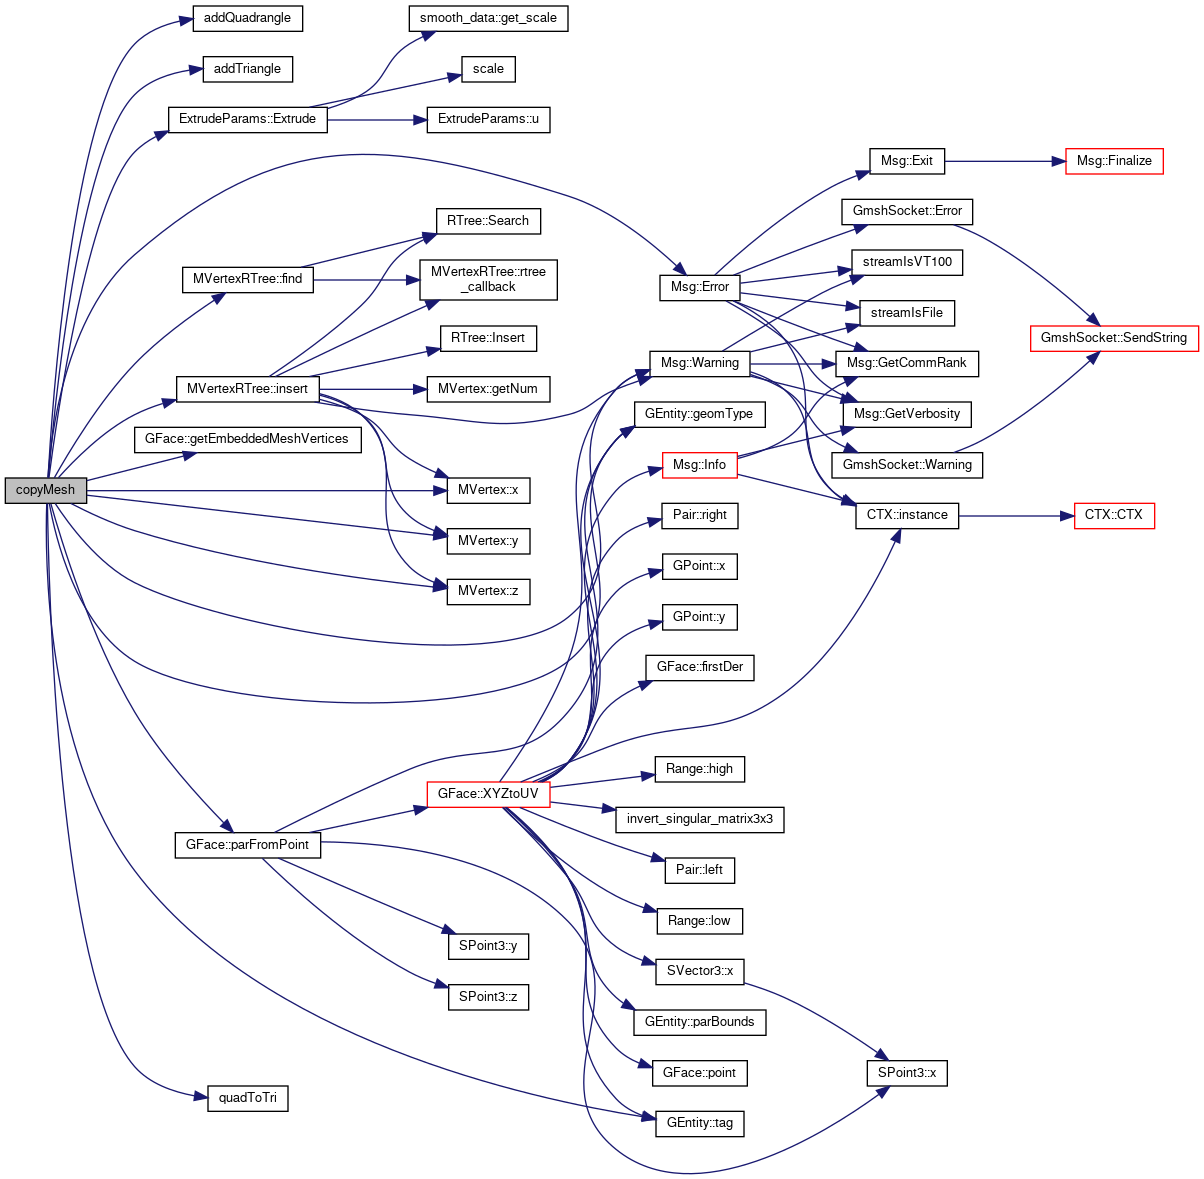 addQuadrangle
smooth_data::get_scale
addTriangle
scale
ExtrudeParams::Extrude
ExtrudeParams::u
Msg::Exit
Msg::Finalize
RTree::Search
GmshSocket::Error
MVertexRTree::find
MVertexRTree::rtree
_callback
Msg::Error
streamIsVT100
streamIsFile
RTree::Insert
GmshSocket::SendString
Msg::Warning
Msg::GetCommRank
MVertexRTree::insert
MVertex::getNum
GEntity::geomType
Msg::GetVerbosity
GFace::getEmbeddedMeshVertices
Msg::Info
GmshSocket::Warning
copyMesh
MVertex::x
Pair::right
CTX::instance
CTX::CTX
MVertex::y
GPoint::x
MVertex::z
GPoint::y
GFace::firstDer
Range::high
GFace::XYZtoUV
invert_singular_matrix3x3
GFace::parFromPoint
Pair::left
Range::low
SPoint3::y
SVector3::x
SPoint3::z
GEntity::parBounds
GFace::point
SPoint3::x
quadToTri
GEntity::tag